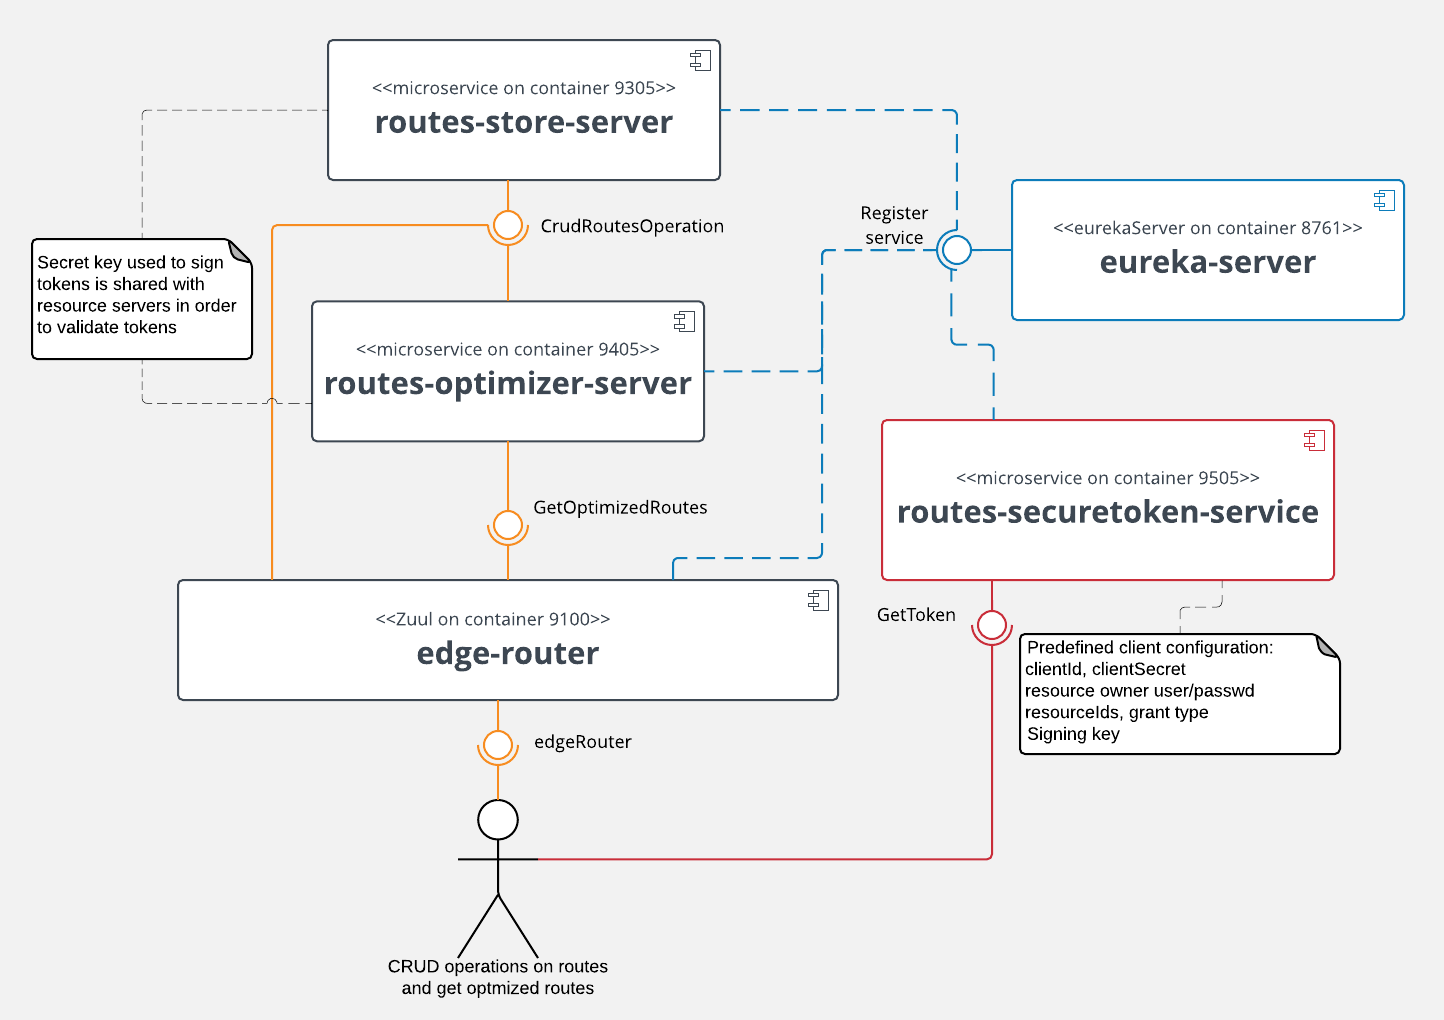 <<microservice on container 9305>>
routes-store-server
CrudRoutesOperation
Register
service
<<eurekaServer on container 8761>>
eureka-server
Secret key used to sign
tokens is shared with
resource servers in order
to validate tokens
<<microservice on container 9405>>
routes-optimizer-server
GetOptimizedRoutes
<<microservice on container 9505>>
routes-securetoken-service
<<Zuul on container 9100>>
edge-router
GetToken
Predefined client configuration:
clientId, clientSecret
resource owner user/passwd
resourceIds, grant type
Signing key
edgeRouter
CRUD operations on routes
and get optmized routes